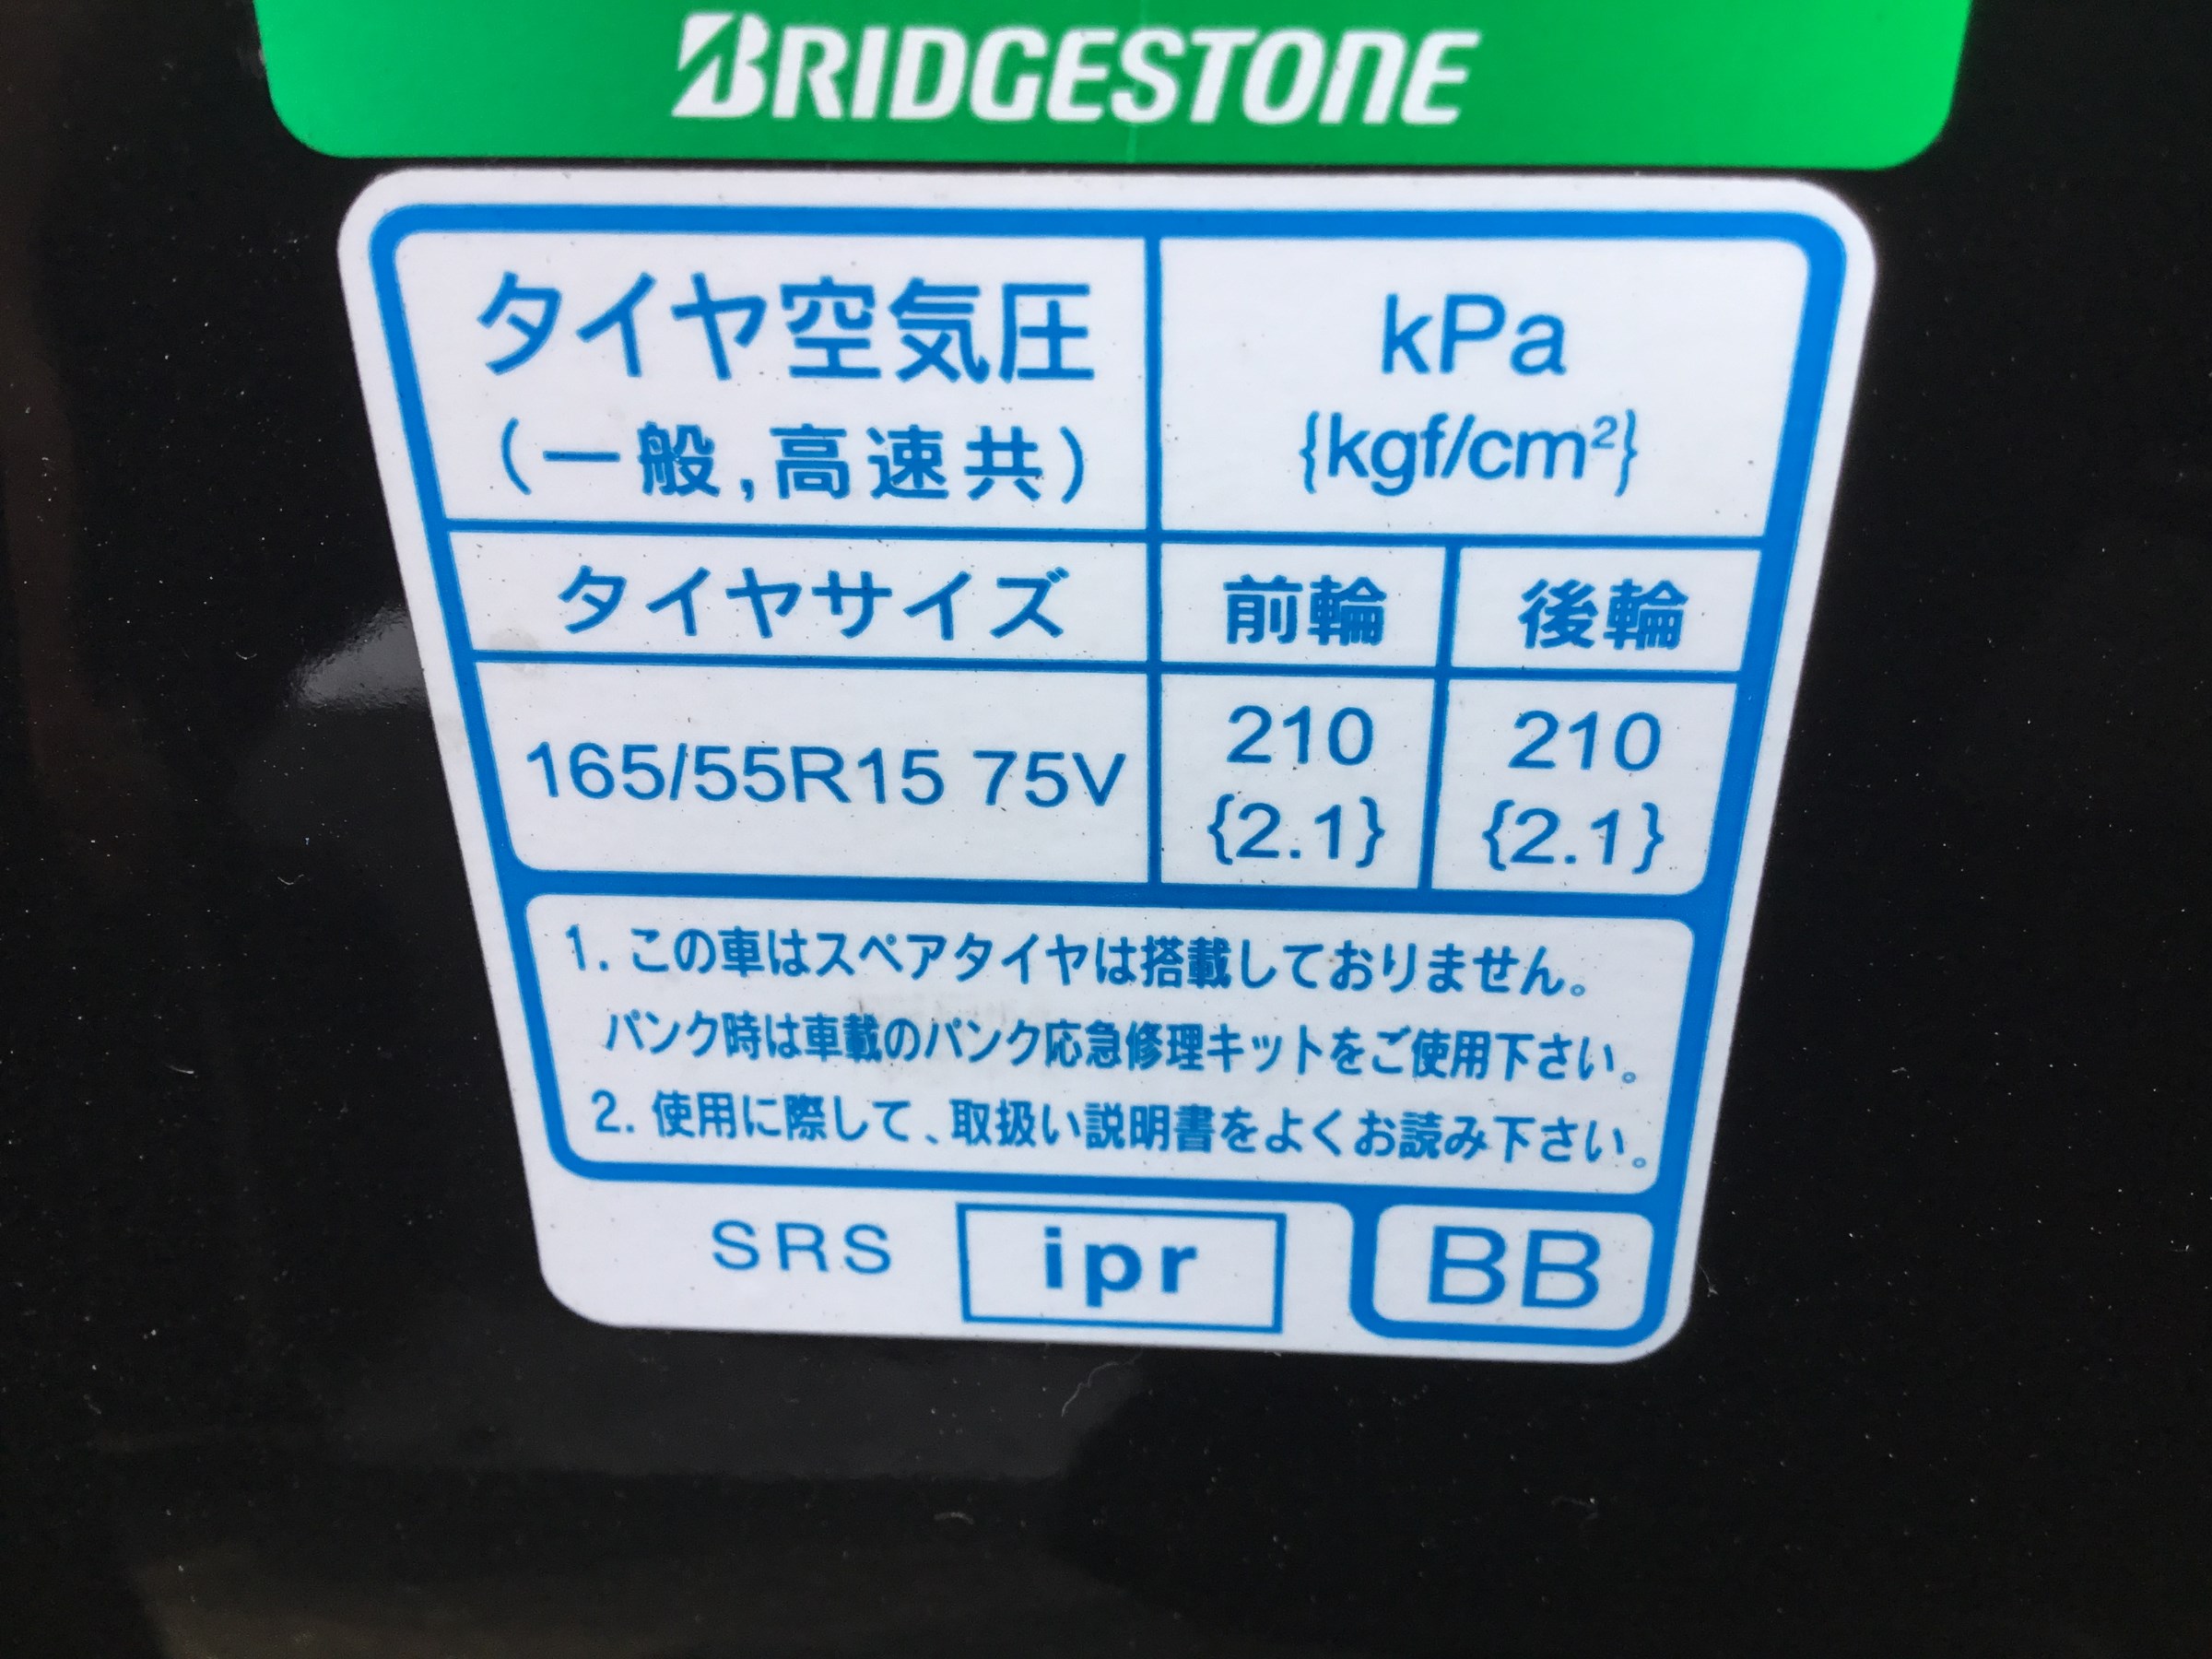 BRIDGESTONE
タイヤ空気圧
(一般,高速共)
kPa
{kgf/cm²}
タイヤサイズ
前輪
後輪
165/55R15 75V
210
{2.1}
210
{2.1}
1. この車はスペアタイヤは搭載しておりません。
パンク時は車載のパンク応急修理キットをご使用下さい。
2. 使用に際して、取扱い説明書をよくお読み下さい。
SRS
ipr
BB